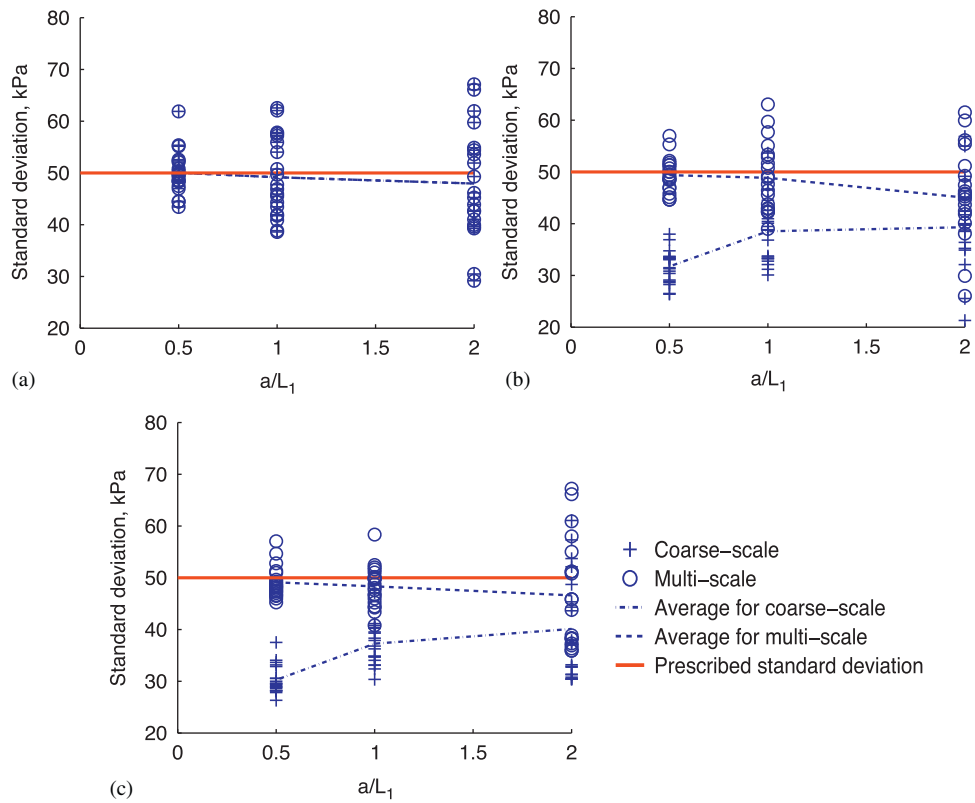 80
70
60
50
40
30
20
Standard deviation, kPa
0
0.5
1
1.5
2
a/L₁
(a)
80
70
60
50
40
30
20
Standard deviation, kPa
0
0.5
1
1.5
2
a/L₁
(b)
80
70
60
50
40
30
20
Standard deviation, kPa
0
0.5
1
1.5
2
a/L₁
(c)
Coarse−scale
Multi−scale
Average for coarse−scale
Average for multi−scale
Prescribed standard deviation